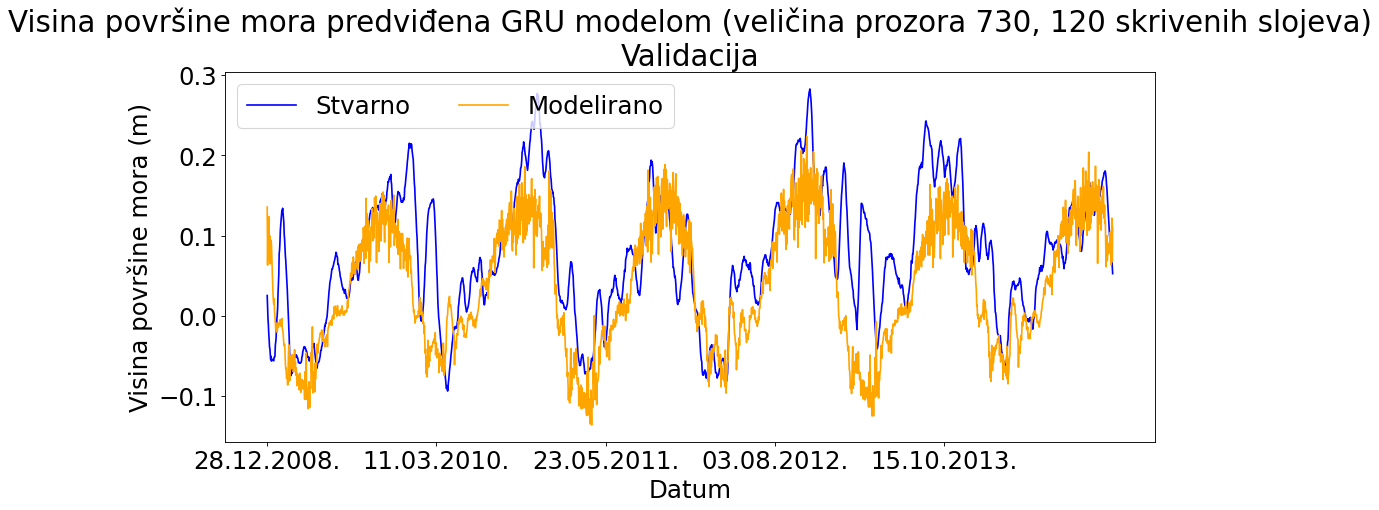 Visina površine mora predviđena GRU modelom (veličina prozora 730, 120 skrivenih slojeva)
Validacija
Stvarno
Modelirano
Visina površine mora (m)
0.3
0.2
0.1
0.0
−0.1
28.12.2008.
11.03.2010.
23.05.2011.
03.08.2012.
15.10.2013.
Datum